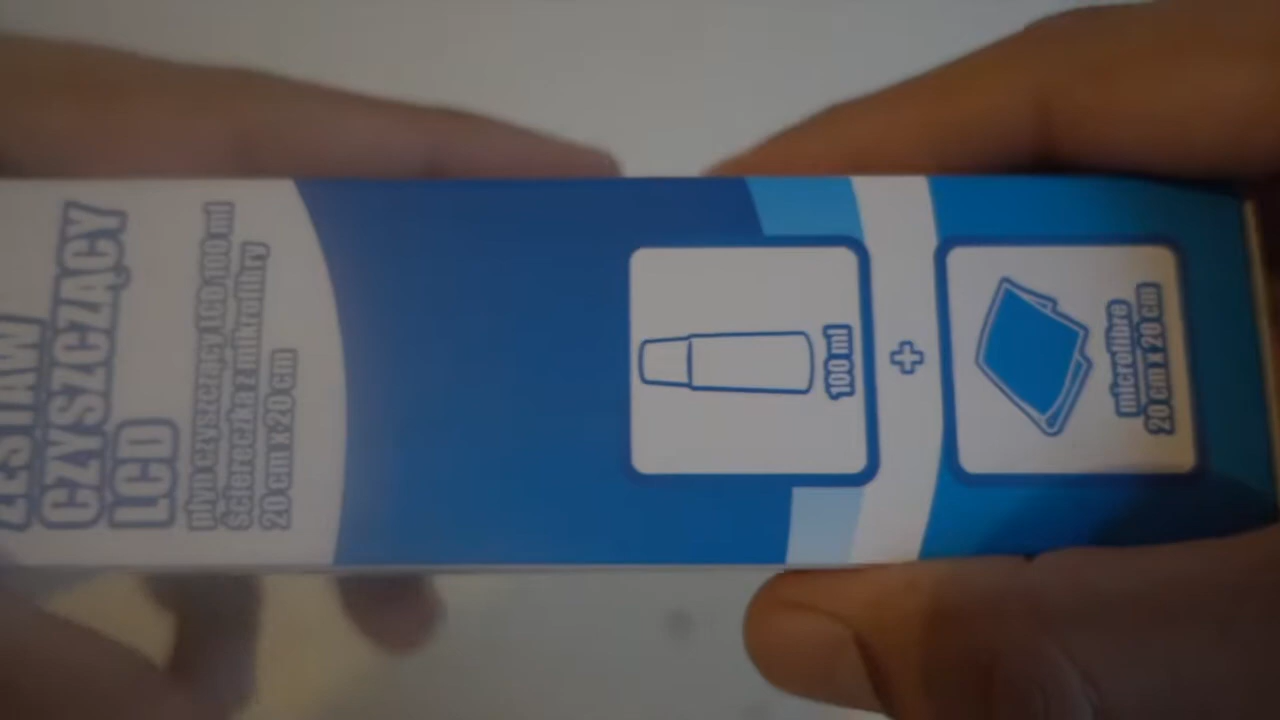 ZESTAW
CZYSZCZĄCY
LCD
płyn czyszczący LCD 100 ml
ściereczka z mikrofibry
20 cm x 20 cm
100 ml
+
microfibre
20 cm x 20 cm